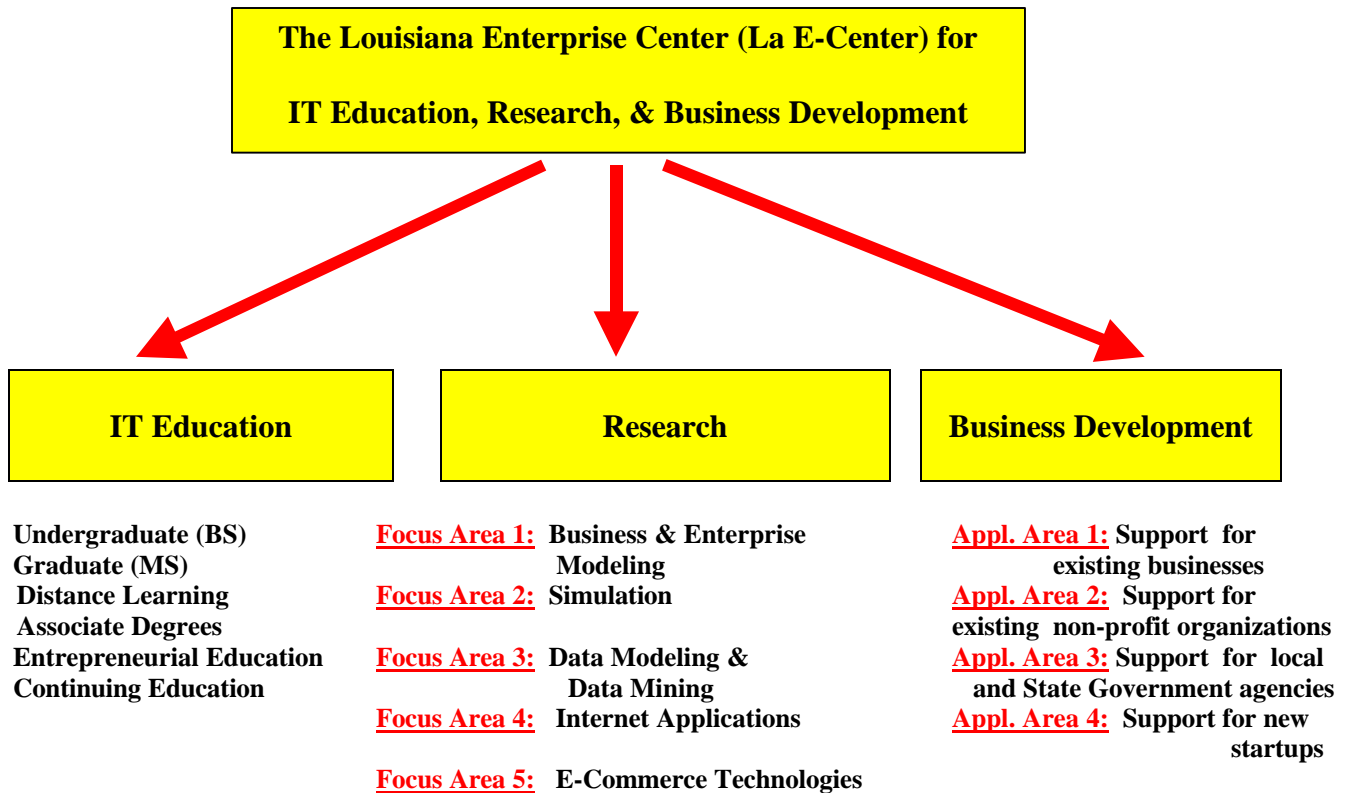 The Louisiana Enterprise Center (La E-Center) for
IT Education, Research, & Business Development
IT Education
Research
Business Development
Undergraduate (BS)
Graduate (MS)
Distance Learning
Associate Degrees
Entrepreneurial Education
Continuing Education
Focus Area 1: Business & Enterprise
Modeling
Focus Area 2: Simulation
Focus Area 3: Data Modeling &
Data Mining
Focus Area 4: Internet Applications
Focus Area 5: E-Commerce Technologies
Appl. Area 1: Support for
existing businesses
Appl. Area 2: Support for
existing non-profit organizations
Appl. Area 3: Support for local
and State Government agencies
Appl. Area 4: Support for new
startups